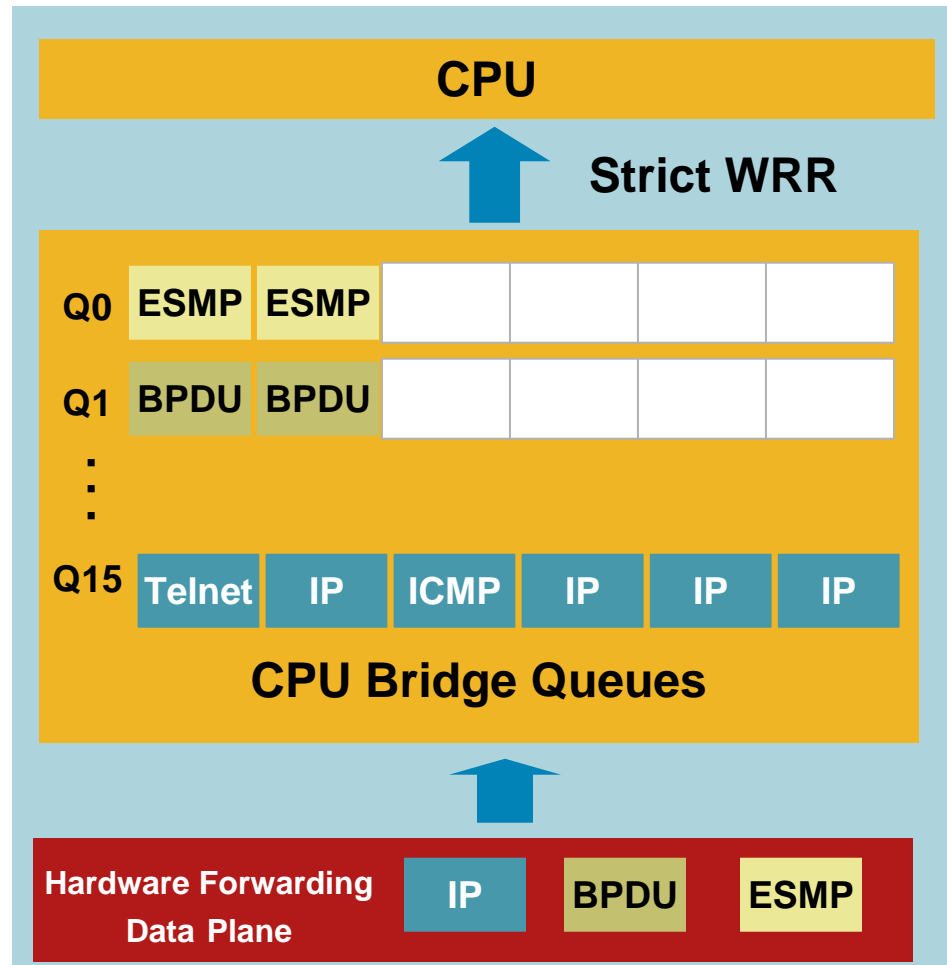 CPU
Strict WRR
Q0 ESMP ESMP
Q1 BPDU BPDU
Q15 Telnet IP ICMP IP IP IP
CPU Bridge Queues
Hardware Forwarding
Data Plane
IP BPDU ESMP